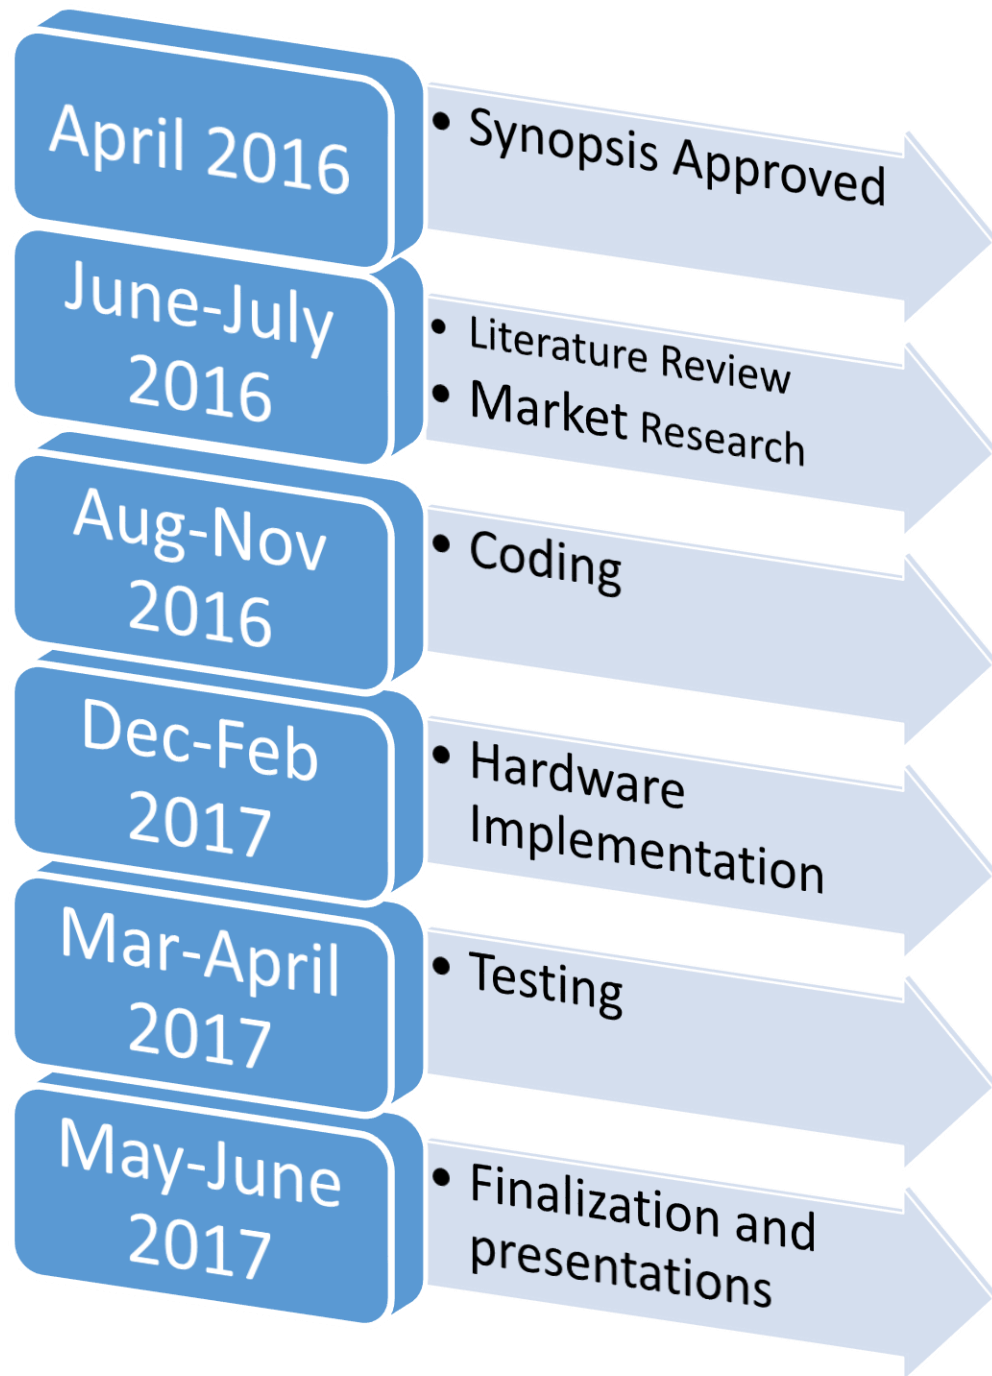 April 2016
• Synopsis Approved
June-July
2016
• Literature Review
• Market Research
Aug-Nov
2016
• Coding
Dec-Feb
2017
• Hardware
Implementation
Mar-April
2017
• Testing
May-June
2017
• Finalization and
presentations